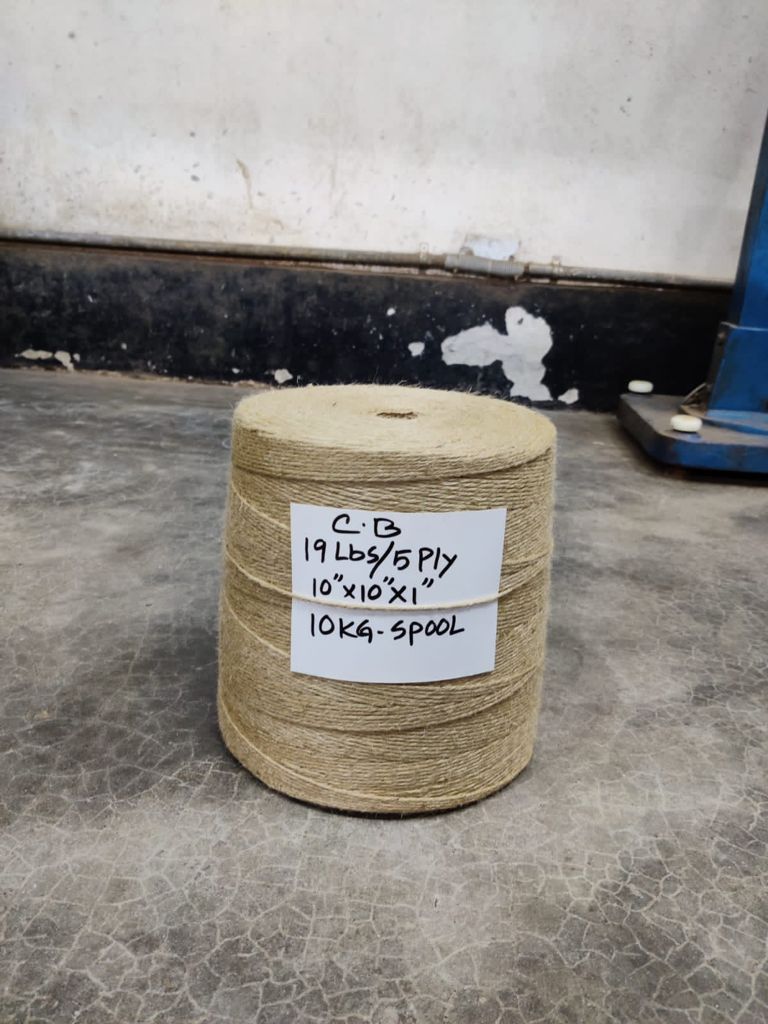 C.B
19 Lbs/5 Ply
10"x10"x1"
10KG-SPOOL